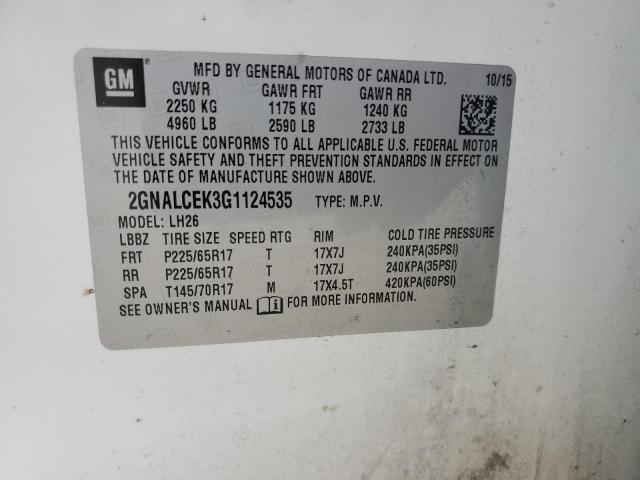 GM
MFD BY GENERAL MOTORS OF CANADA LTD. 10/15
GVWR GAWR FRT GAWR RR
2250 KG 1175 KG 1240 KG
4960 LB 2590 LB 2733 LB
THIS VEHICLE CONFORMS TO ALL APPLICABLE U.S. FEDERAL MOTOR
VEHICLE SAFETY AND THEFT PREVENTION STANDARDS IN EFFECT ON
THE DATE OF MANUFACTURE SHOWN ABOVE.
2GNALCEK3G1124535 TYPE: M.P.V.
MODEL: LH26
LBBZ TIRE SIZE SPEED RTG RIM COLD TIRE PRESSURE
FRT P225/65R17 T 17X7J 240KPA(35PSI)
RR P225/65R17 T 17X7J 240KPA(35PSI)
SPA T145/70R17 M 17X4.5T 420KPA(60PSI)
SEE OWNER'S MANUAL FOR MORE INFORMATION.